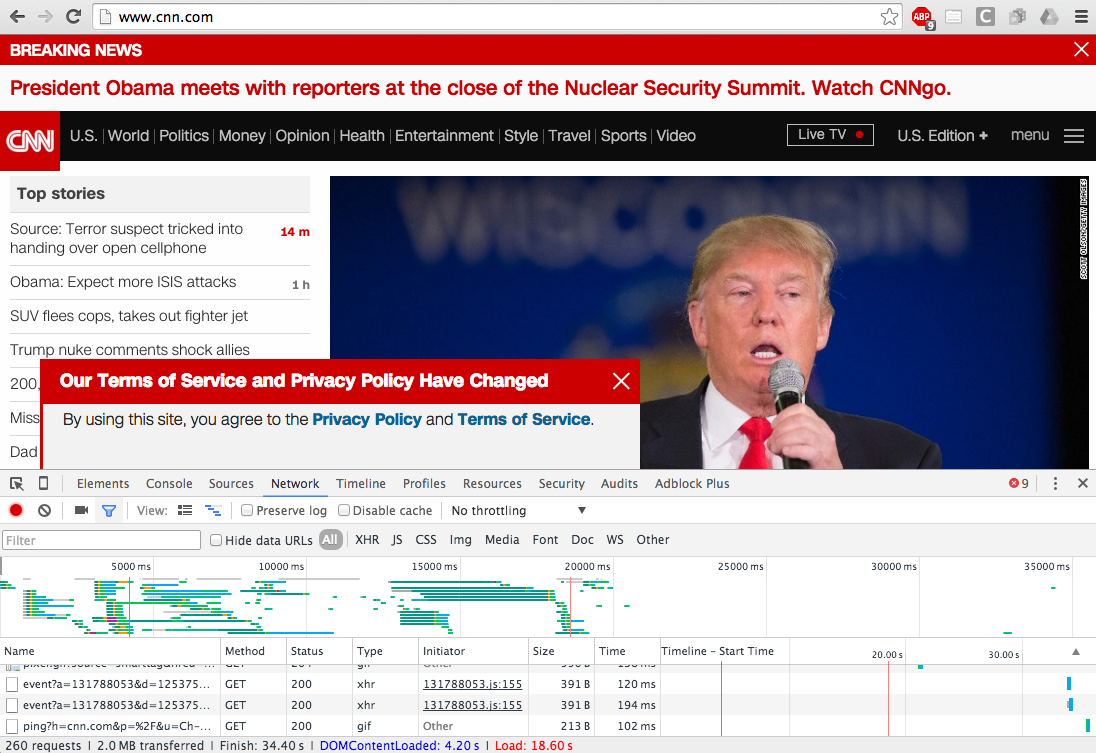 www.cnn.com
ABP
9
C
BREAKING NEWS
President Obama meets with reporters at the close of the Nuclear Security Summit. Watch CNNgo.
CNN
U.S. World Politics Money Opinion Health Entertainment Style Travel Sports Video Live TV U.S. Edition + menu
Top stories
Source: Terror suspect tricked into 14 m
handing over open cellphone
Obama: Expect more ISIS attacks 1 h
SUV flees cops, takes out fighter jet
Trump nuke comments shock allies
200,
Miss
Dad
WISCONSIN
SCOTT OLSON/GETTY IMAGES
Our Terms of Service and Privacy Policy Have Changed
By using this site, you agree to the Privacy Policy and Terms of Service.
Elements Console Sources Network Timeline Profiles Resources Security Audits Adblock Plus 9
View: Preserve log Disable cache No throttling
Filter Hide data URLs All XHR JS CSS Img Media Font Doc WS Other
5000 ms 10000 ms 15000 ms 20000 ms 25000 ms 30000 ms 35000 ms
Name Method Status Type Initiator Size Time Timeline – Start Time 20.00 s 30.00 s
GET 204 gif Other
event?a=131788053&d=125375... GET 200 xhr 131788053.js:155 391 B 120 ms
event?a=131788053&d=125375... GET 200 xhr 131788053.js:155 391 B 194 ms
ping?h=cnn.com&p=%2F&u=Ch-... GET 200 gif Other 213 B 102 ms
260 requests | 2.0 MB transferred | Finish: 34.40 s | DOMContentLoaded: 4.20 s | Load: 18.60 s